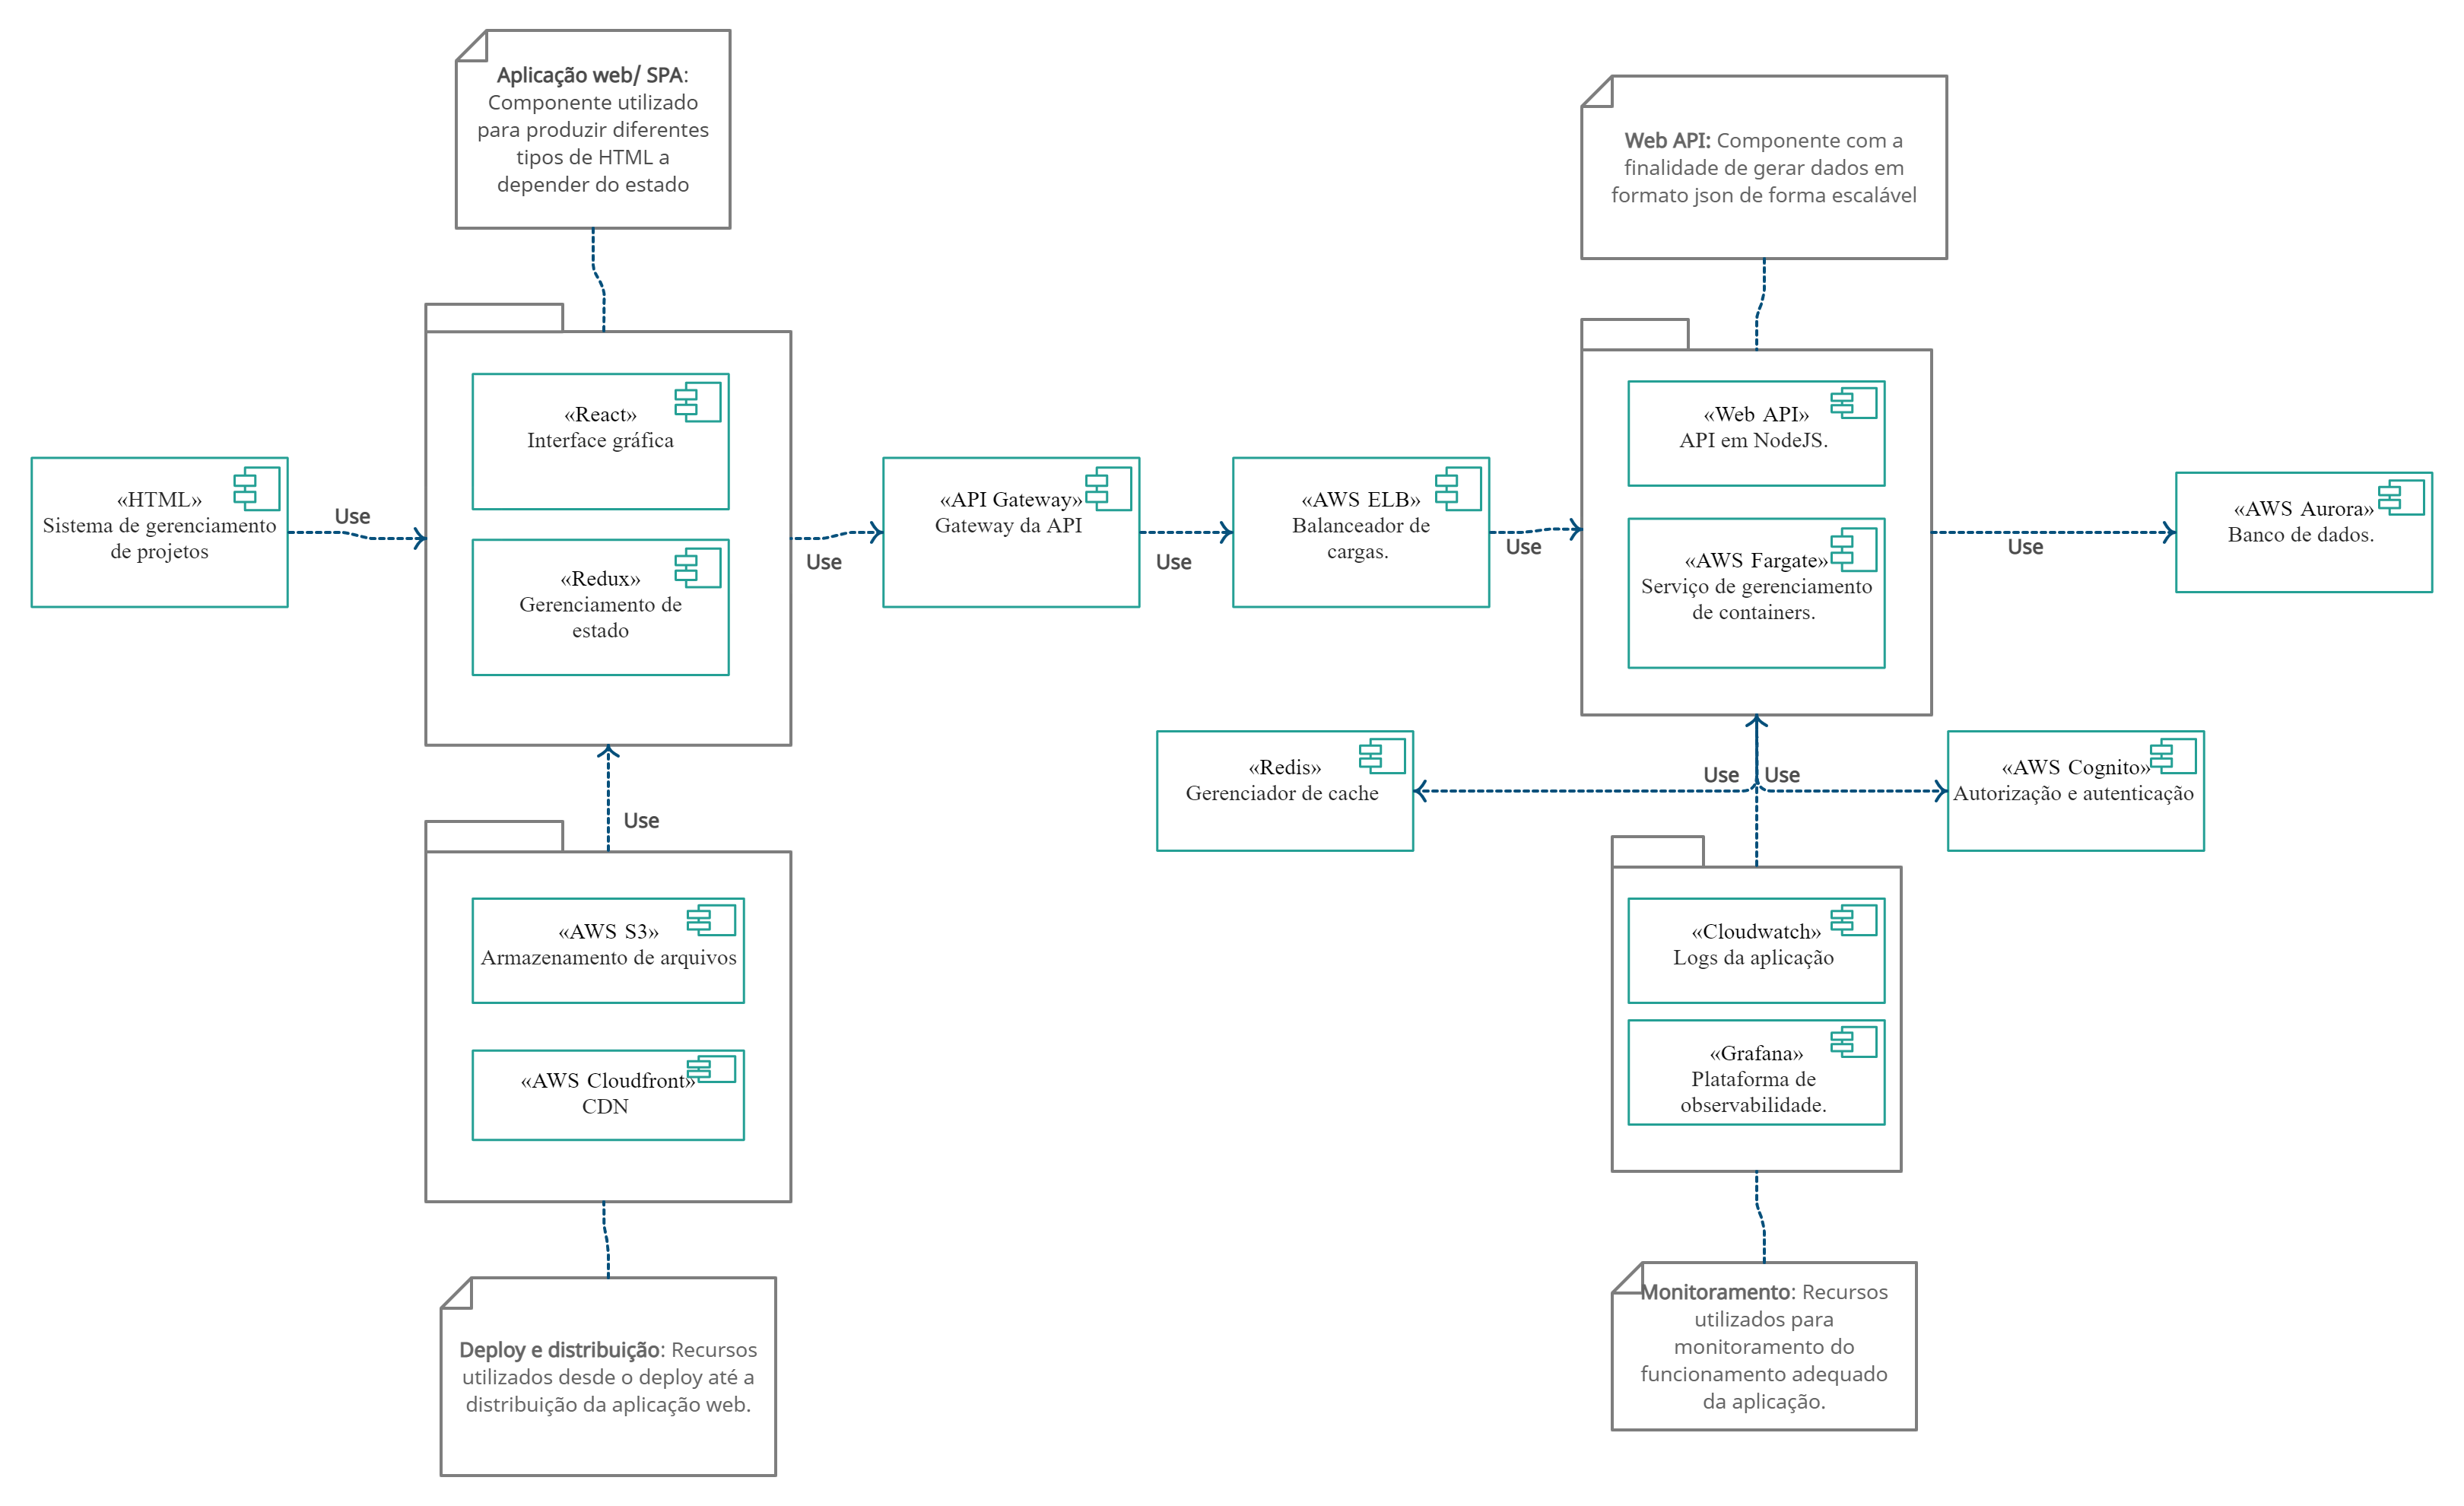 Aplicação web/ SPA:
Componente utilizado
para produzir diferentes
tipos de HTML a
depender do estado
Web API: Componente com a
finalidade de gerar dados em
formato json de forma escalável
«React»
Interface gráfica
«Redux»
Gerenciamento de
estado
«HTML»
Sistema de gerenciamento
de projetos
Use
Use
«API Gateway»
Gateway da API
Use
«AWS ELB»
Balanceador de
cargas.
Use
«Web API»
API em NodeJS.
«AWS Fargate»
Serviço de gerenciamento
de containers.
Use
«AWS Aurora»
Banco de dados.
«Redis»
Gerenciador de cache
Use
Use
«AWS Cognito»
Autorização e autenticação
Use
«AWS S3»
Armazenamento de arquivos
«AWS Cloudfront»
CDN
«Cloudwatch»
Logs da aplicação
«Grafana»
Plataforma de
observabilidade.
Deploy e distribuição: Recursos
utilizados desde o deploy até a
distribuição da aplicação web.
Monitoramento: Recursos
utilizados para
monitoramento do
funcionamento adequado
da aplicação.